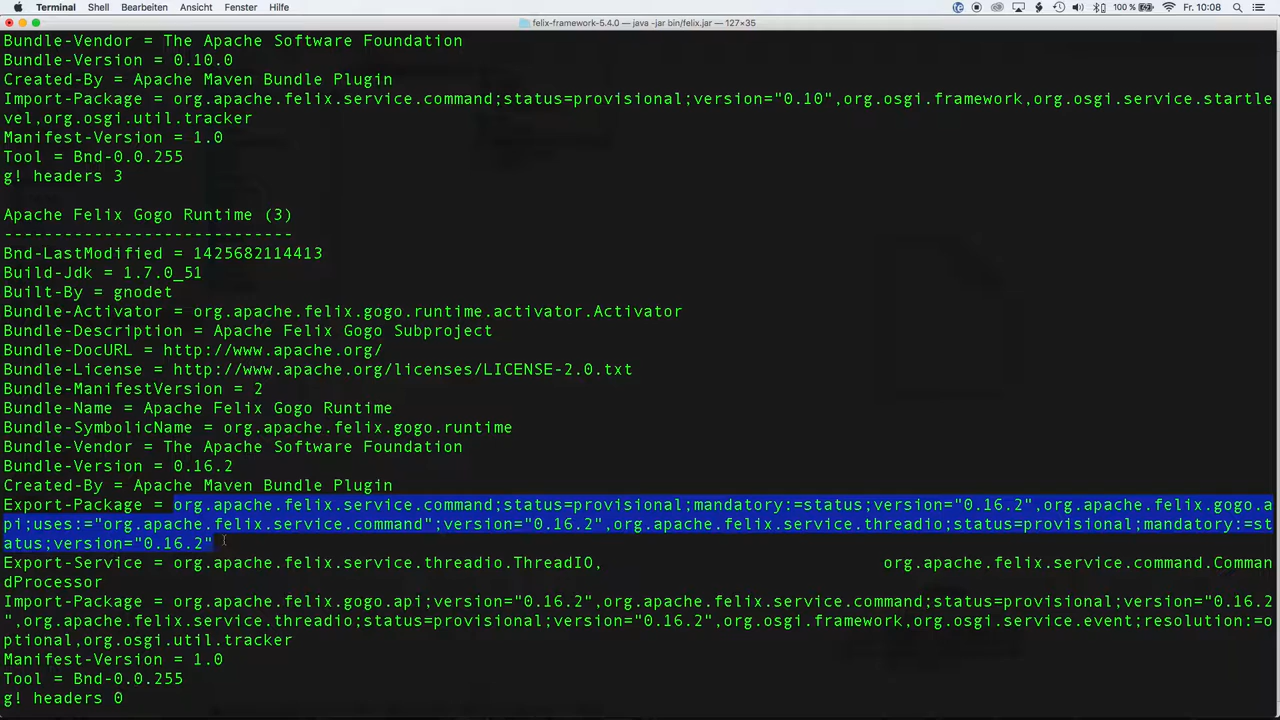 Terminal Shell Bearbeiten Ansicht Fenster Hilfe 100 % Fr. 10:08
felix-framework-5.4.0 — java -jar bin/felix.jar — 127×35
Bundle-Vendor = The Apache Software Foundation
Bundle-Version = 0.10.0
Created-By = Apache Maven Bundle Plugin
Import-Package = org.apache.felix.service.command;status=provisional;version="0.10",org.osgi.framework,org.osgi.service.startle
vel,org.osgi.util.tracker
Manifest-Version = 1.0
Tool = Bnd-0.0.255
g! headers 3
Apache Felix Gogo Runtime (3)
-----------------------------
Bnd-LastModified = 1425682114413
Build-Jdk = 1.7.0_51
Built-By = gnodet
Bundle-Activator = org.apache.felix.gogo.runtime.activator.Activator
Bundle-Description = Apache Felix Gogo Subproject
Bundle-DocURL = http://www.apache.org/
Bundle-License = http://www.apache.org/licenses/LICENSE-2.0.txt
Bundle-ManifestVersion = 2
Bundle-Name = Apache Felix Gogo Runtime
Bundle-SymbolicName = org.apache.felix.gogo.runtime
Bundle-Vendor = The Apache Software Foundation
Bundle-Version = 0.16.2
Created-By = Apache Maven Bundle Plugin
Export-Package = org.apache.felix.service.command;status=provisional;mandatory:=status;version="0.16.2",org.apache.felix.gogo.a
pi;uses:="org.apache.felix.service.command";version="0.16.2",org.apache.felix.service.threadio;status=provisional;mandatory:=st
atus;version="0.16.2"
Export-Service = org.apache.felix.service.threadio.ThreadIO, org.apache.felix.service.command.Comman
dProcessor
Import-Package = org.apache.felix.gogo.api;version="0.16.2",org.apache.felix.service.command;status=provisional;version="0.16.2
",org.apache.felix.service.threadio;status=provisional;version="0.16.2",org.osgi.framework,org.osgi.service.event;resolution:=o
ptional,org.osgi.util.tracker
Manifest-Version = 1.0
Tool = Bnd-0.0.255
g! headers 0